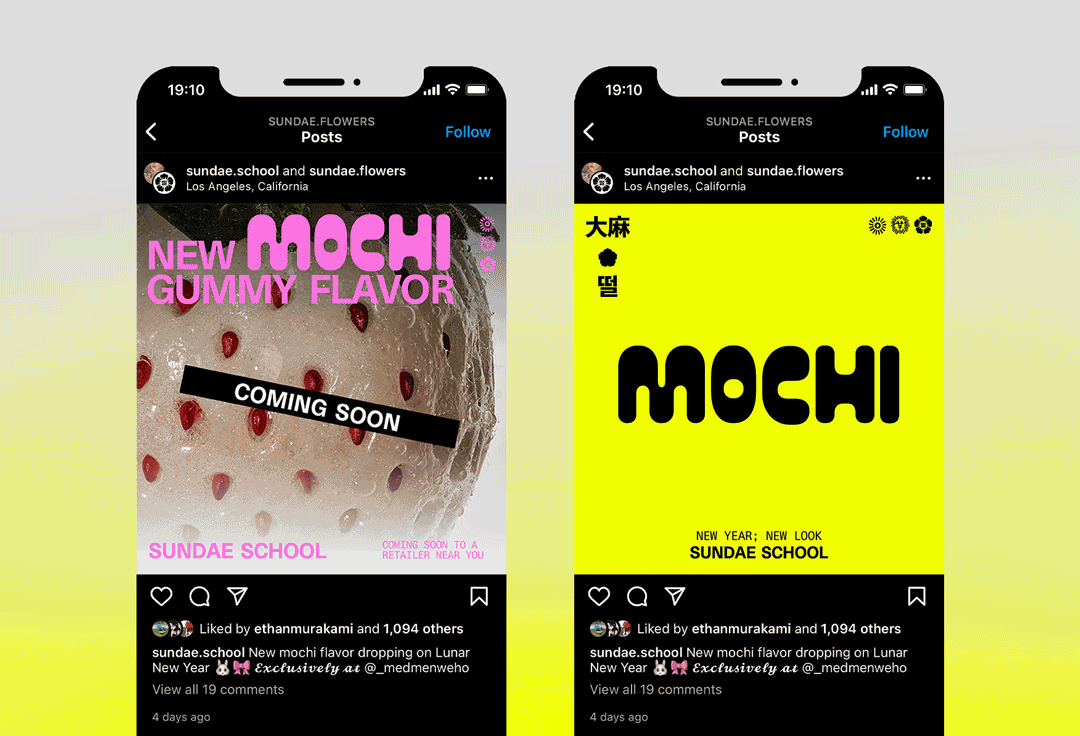 19:10
SUNDAE.FLOWERS
Posts
Follow
sundae.school and sundae.flowers
Los Angeles, California
NEW MOCHI
GUMMY FLAVOR
COMING SOON
SUNDAE SCHOOL
COMING SOON TO A
RETAILER NEAR YOU
Liked by ethanmurakami and 1,094 others
sundae.school New mochi flavor dropping on Lunar
New Year 🐰🎀 𝓔𝔁𝓬𝓵𝓾𝓼𝓲𝓿𝓮𝓵𝔂 𝓪𝓽 @_medmenweho
View all 19 comments
4 days ago
19:10
SUNDAE.FLOWERS
Posts
Follow
sundae.school and sundae.flowers
Los Angeles, California
大麻
떨
MOCHI
NEW YEAR; NEW LOOK
SUNDAE SCHOOL
Liked by ethanmurakami and 1,094 others
sundae.school New mochi flavor dropping on Lunar
New Year 🐰🎀 𝓔𝔁𝓬𝓵𝓾𝓼𝓲𝓿𝓮𝓵𝔂 𝓪𝓽 @_medmenweho
View all 19 comments
4 days ago